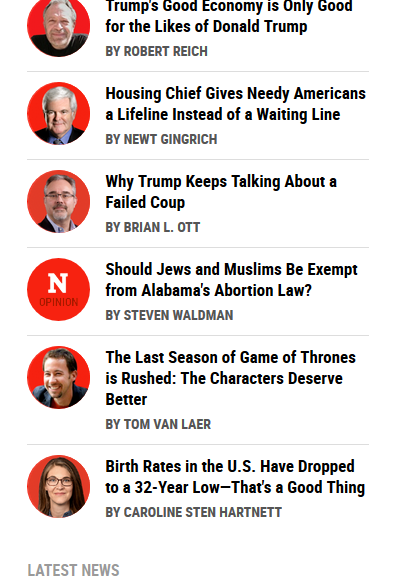 Trump's Good Economy is Only Good
for the Likes of Donald Trump
BY ROBERT REICH
Housing Chief Gives Needy Americans
a Lifeline Instead of a Waiting Line
BY NEWT GINGRICH
Why Trump Keeps Talking About a
Failed Coup
BY BRIAN L. OTT
N
OPINION
Should Jews and Muslims Be Exempt
from Alabama's Abortion Law?
BY STEVEN WALDMAN
The Last Season of Game of Thrones
is Rushed: The Characters Deserve
Better
BY TOM VAN LAER
Birth Rates in the U.S. Have Dropped
to a 32-Year Low—That's a Good Thing
BY CAROLINE STEN HARTNETT
LATEST NEWS